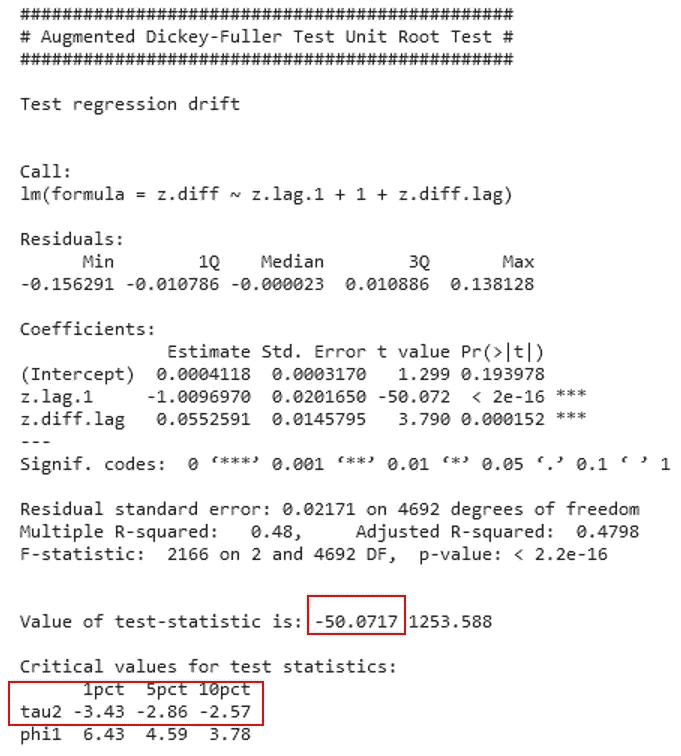 ###############################################
# Augmented Dickey-Fuller Test Unit Root Test #
###############################################
Test regression drift
Call:
lm(formula = z.diff ~ z.lag.1 + 1 + z.diff.lag)
Residuals:
Min 1Q Median 3Q Max
-0.156291 -0.010786 -0.000023 0.010886 0.138128
Coefficients:
Estimate Std. Error t value Pr(>|t|)
(Intercept) 0.0004118 0.0003170 1.299 0.193978
z.lag.1 -1.0096970 0.0201650 -50.072 < 2e-16 ***
z.diff.lag 0.0552591 0.0145795 3.790 0.000152 ***
---
Signif. codes: 0 ‘***’ 0.001 ‘**’ 0.01 ‘*’ 0.05 ‘.’ 0.1 ‘ ’ 1
Residual standard error: 0.02171 on 4692 degrees of freedom
Multiple R-squared: 0.48, Adjusted R-squared: 0.4798
F-statistic: 2166 on 2 and 4692 DF, p-value: < 2.2e-16
Value of test-statistic is: -50.0717 1253.588
Critical values for test statistics:
1pct 5pct 10pct
tau2 -3.43 -2.86 -2.57
phi1 6.43 4.59 3.78